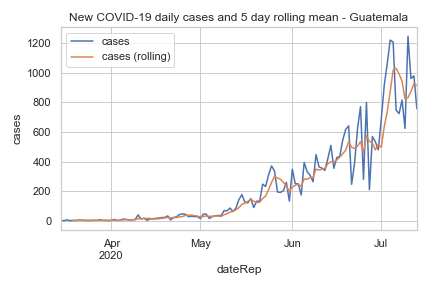 New COVID-19 daily cases and 5 day rolling mean - Guatemala
cases
cases (rolling)
1200
1000
800
600
400
200
0
cases
Apr
2020
May
Jun
Jul
dateRep